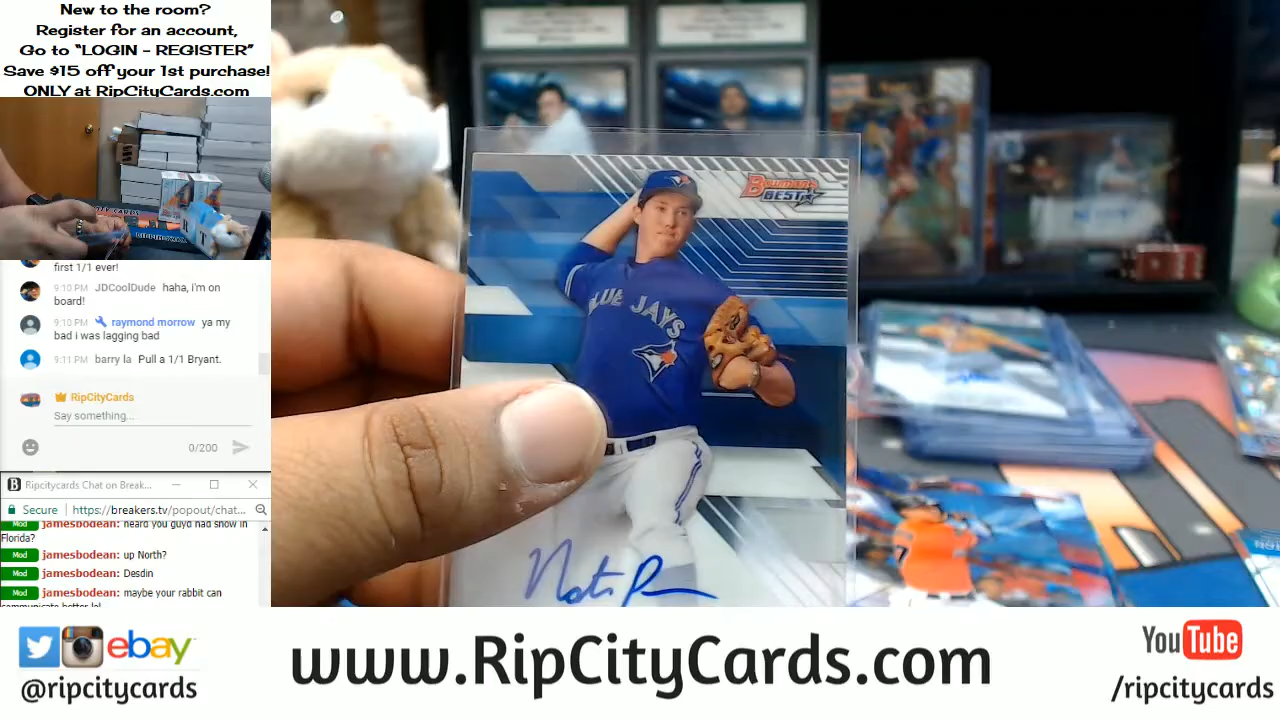 New to the room?
Register for an account,
Go to "LOGIN - REGISTER"
Save $15 off your 1st purchase!
ONLY at RipCityCards.com
first 1/1 ever!
9:10 PM JDCoolDude haha, i'm on
board!
9:10 PM raymond morrow ya my
bad i was lagging bad
9:11 PM barry la Pull a 1/1 Bryant.
RipCityCards
Say something...
0/200
Ripcitycards Chat on Break...
Secure https://breakers.tv/popout/chat...
Mod jamesbodean: heard you guyd had snow in
Florida?
Mod jamesbodean: up North?
Mod jamesbodean: Desdin
Mod jamesbodean: maybe your rabbit can
communicate better lol
BOWMAN'S
BEST
BLUE JAYS
ebay
@ripcitycards
www.RipCityCards.com
YouTube
/ripcitycards